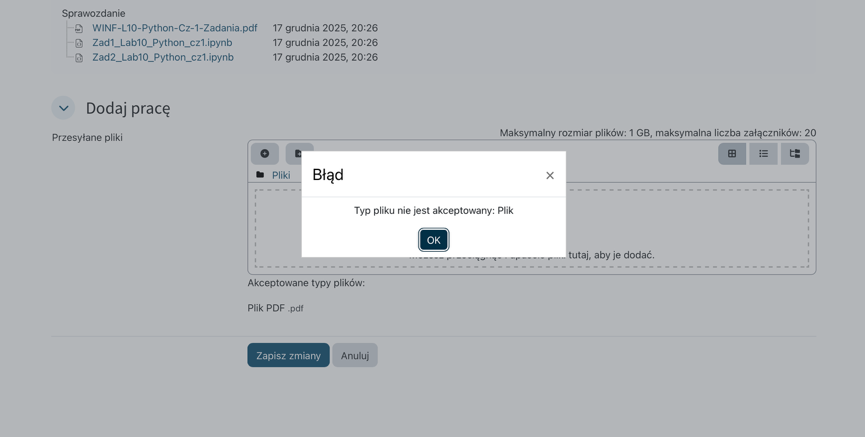 Sprawozdanie
WINF-L10-Python-Cz-1-Zadania.pdf 17 grudnia 2025, 20:26
Zad1_Lab10_Python_cz1.ipynb 17 grudnia 2025, 20:26
Zad2_Lab10_Python_cz1.ipynb 17 grudnia 2025, 20:26
Dodaj pracę
Przesyłane pliki
Maksymalny rozmiar plików: 1 GB, maksymalna liczba załączników: 20
Pliki
Błąd
×
Typ pliku nie jest akceptowany: Plik
OK
tutaj, aby je dodać.
Akceptowane typy plików:
Plik PDF .pdf
Zapisz zmiany Anuluj